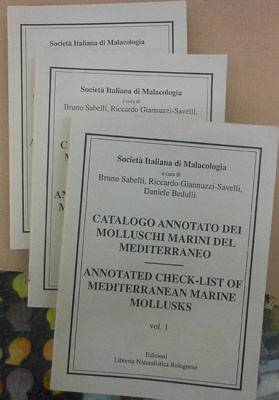 Società Italiana di Malacologia
Società Italiana di Malacologia
a cura di
Bruno Sabelli, Riccardo Giannuzzi-Savelli,
Società Italiana di Malacologia
a cura di
Bruno Sabelli, Riccardo Giannuzzi-Savelli,
Daniele Bedulli
CATALOGO ANNOTATO DEI
MOLLUSCHI MARINI DEL
MEDITERRANEO
ANNOTATED CHECK-LIST OF
MEDITERRANEAN MARINE
MOLLUSKS
vol. 1
Edizioni
Libreria Naturalistica Bolognese